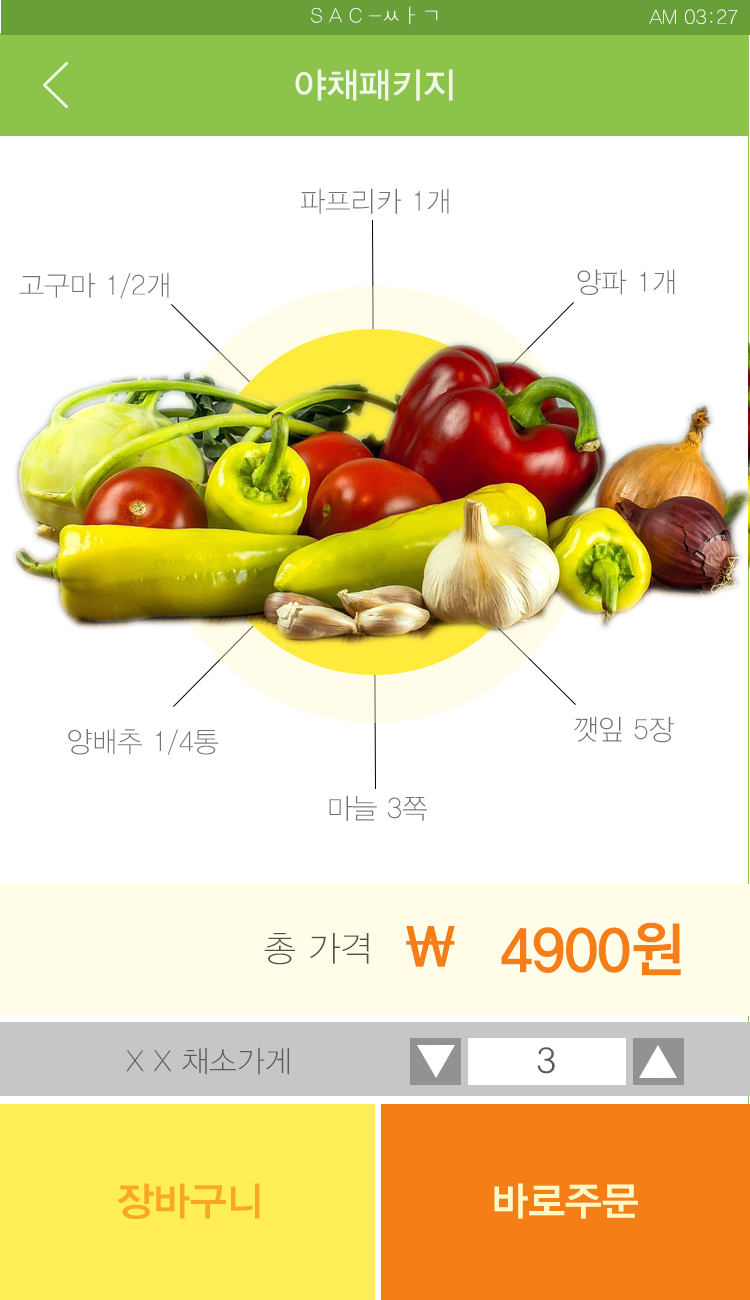 SAC-ㅆㅏㄱ
AM 03:27
야채패키지
파프리카 1개
고구마 1/2개
양파 1개
양배추 1/4통
깻잎 5장
마늘 3쪽
총 가격 ₩ 4900원
X X 채소가게
3
장바구니
바로주문